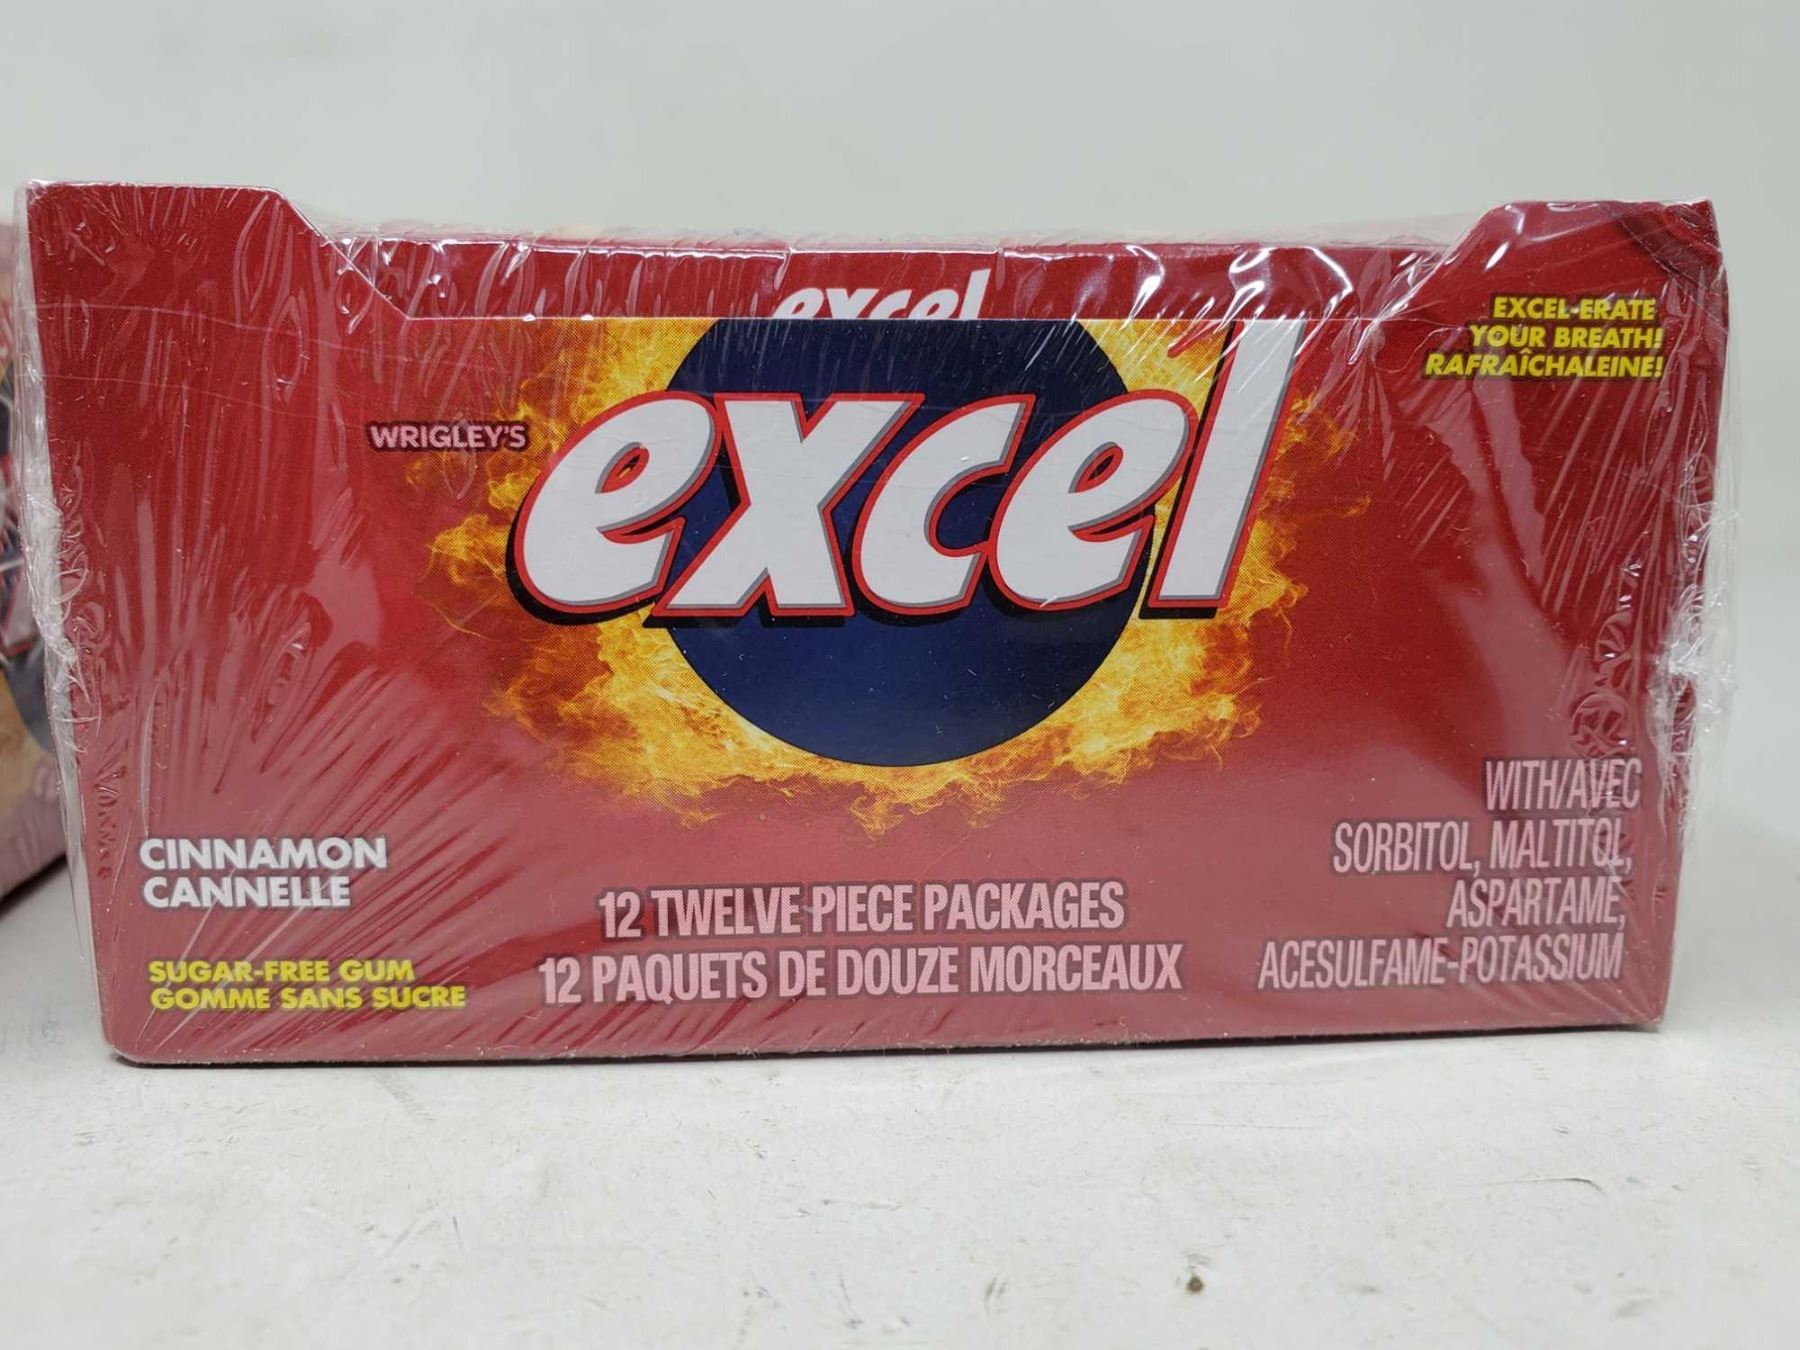 excel
EXCEL-ERATE
YOUR BREATH!
RAFRAÎCHALEINE!
WRIGLEY'S
excel
WITH/AVEC
SORBITOL, MALTITOL,
ASPARTAME,
ACESULFAME-POTASSIUM
CINNAMON
CANNELLE
12 TWELVE PIECE PACKAGES
12 PAQUETS DE DOUZE MORCEAUX
SUGAR-FREE GUM
GOMME SANS SUCRE